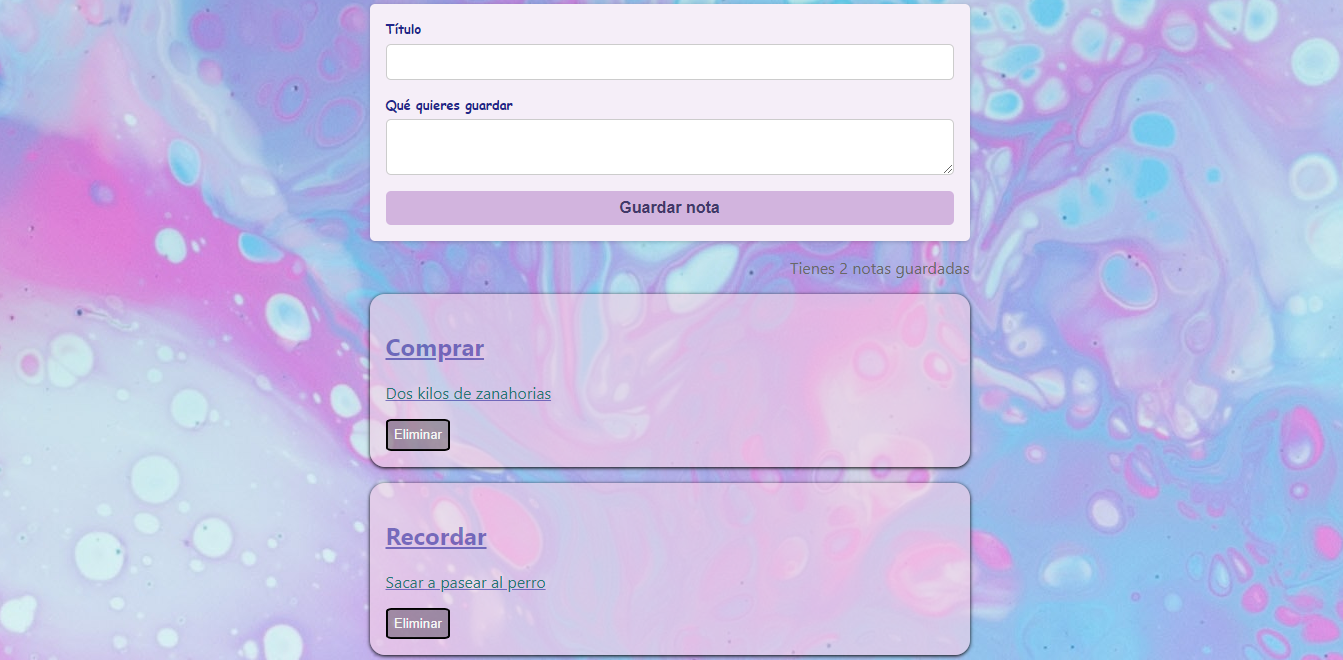 Título
Qué quieres guardar
Guardar nota
Tienes 2 notas guardadas
Comprar
Dos kilos de zanahorias
Eliminar
Recordar
Sacar a pasear al perro
Eliminar